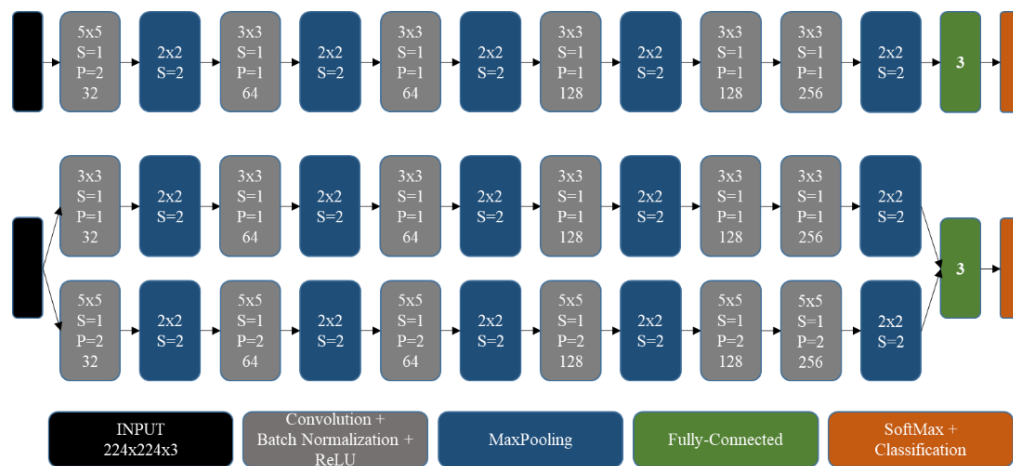 5x5
S=1
P=2
32
2x2
S=2
3x3
S=1
P=1
64
2x2
S=2
3x3
S=1
P=1
64
2x2
S=2
3x3
S=1
P=1
128
2x2
S=2
3x3
S=1
P=1
128
3x3
S=1
P=1
256
2x2
S=2
3
3x3
S=1
P=1
32
2x2
S=2
3x3
S=1
P=1
64
2x2
S=2
3x3
S=1
P=1
64
2x2
S=2
3x3
S=1
P=1
128
2x2
S=2
3x3
S=1
P=1
128
3x3
S=1
P=1
256
2x2
S=2
3
5x5
S=1
P=2
32
2x2
S=2
5x5
S=1
P=2
64
2x2
S=2
5x5
S=1
P=2
64
2x2
S=2
5x5
S=1
P=2
128
2x2
S=2
5x5
S=1
P=2
128
5x5
S=1
P=2
256
2x2
S=2
INPUT
224x224x3
Convolution +
Batch Normalization +
ReLU
MaxPooling
Fully-Connected
SoftMax +
Classification